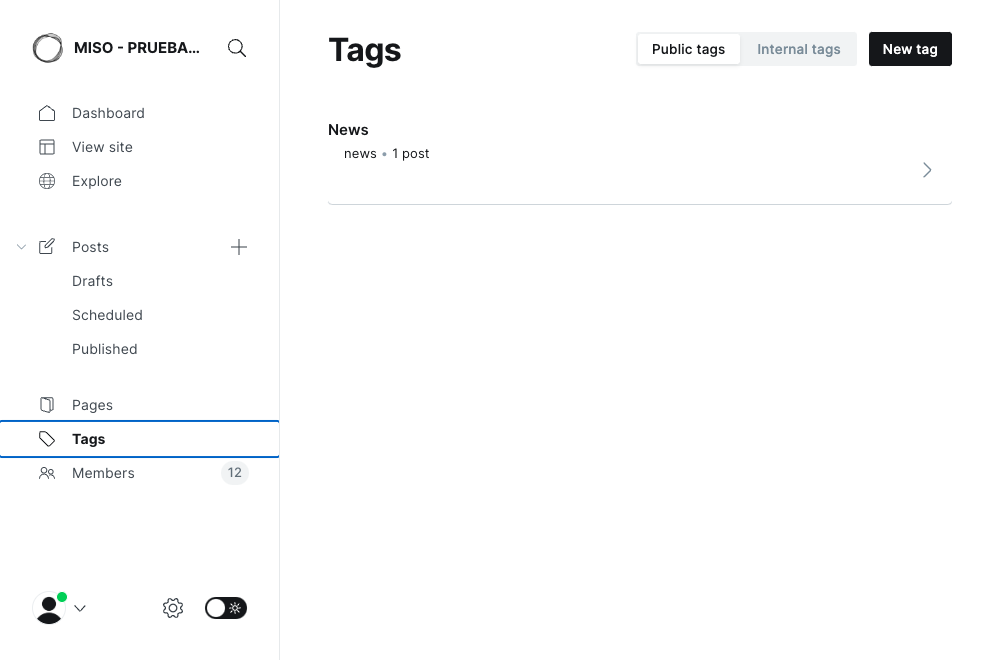 MISO - PRUEBA...
Dashboard
View site
Explore
Posts
Drafts
Scheduled
Published
Pages
Tags
Members 12
Tags
Public tags Internal tags New tag
News
news • 1 post